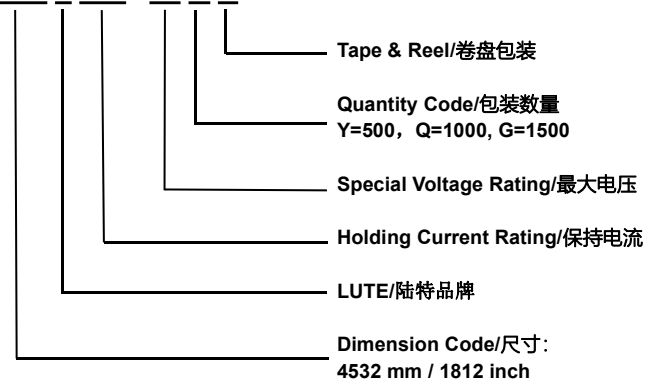 Tape & Reel/卷盘包装
Quantity Code/包装数量
Y=500，Q=1000, G=1500
Special Voltage Rating/最大电压
Holding Current Rating/保持电流
LUTE/陆特品牌
Dimension Code/尺寸：
4532 mm / 1812 inch